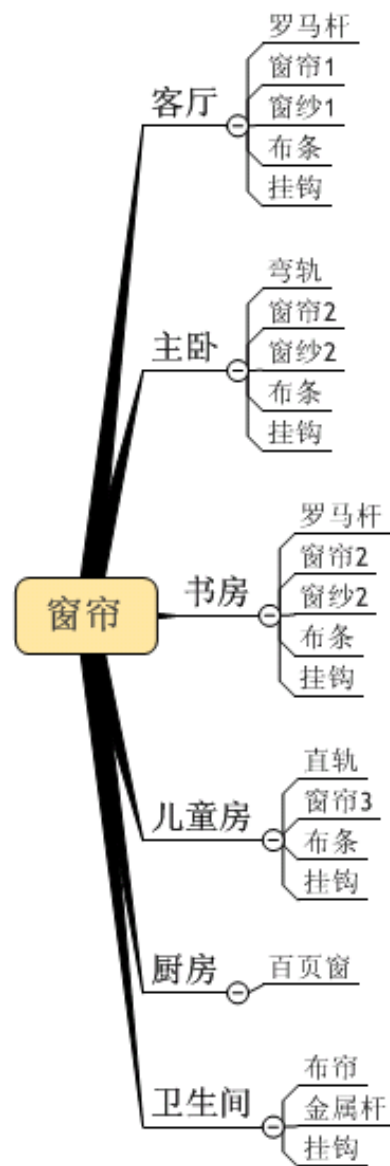 窗帘
客厅
罗马杆
窗帘1
窗纱1
布条
挂钩
主卧
弯轨
窗帘2
窗纱2
布条
挂钩
书房
罗马杆
窗帘2
窗纱2
布条
挂钩
儿童房
直轨
窗帘3
布条
挂钩
厨房
百页窗
卫生间
布帘
金属杆
挂钩